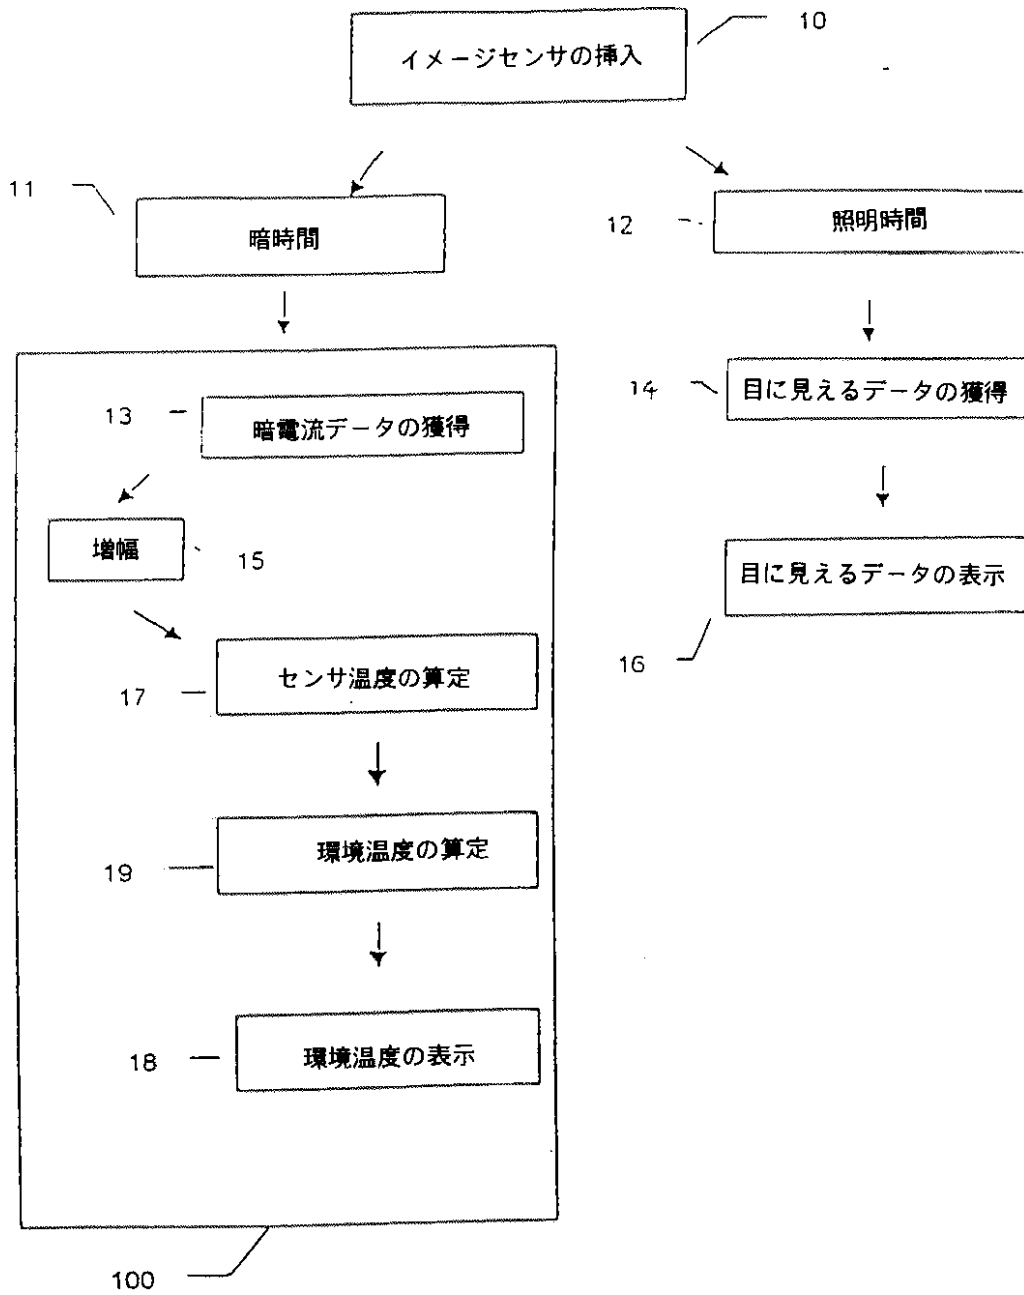 10
イメージセンサの挿入
11
暗時間
12
照明時間
13
暗電流データの獲得
14
目に見えるデータの獲得
増幅
15
目に見えるデータの表示
16
17
センサ温度の算定
19
環境温度の算定
18
環境温度の表示
100